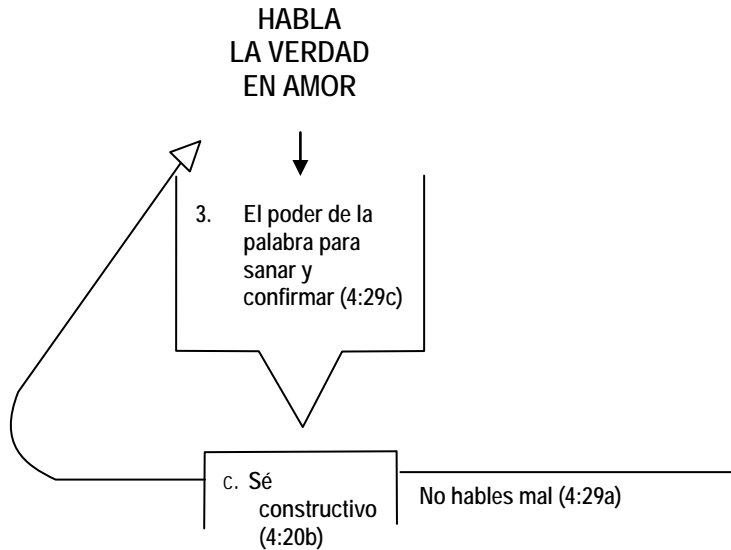 HABLA
LA VERDAD
EN AMOR
3. El poder de la
palabra para
sanar y
confirmar (4:29c)
c. Sé
constructivo
(4:20b)
No hables mal (4:29a)